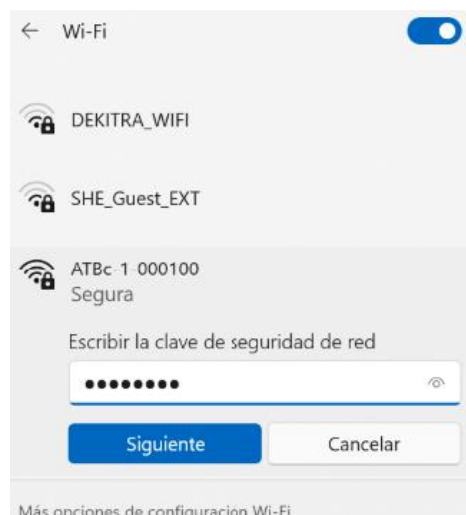 Wi-Fi
DEKITRA_WIFI
SHE_Guest_EXT
ATBc-1-000100
Segura
Escribir la clave de seguridad de red
••••••••
Siguiente
Cancelar
Más opciones de configuración Wi-Fi